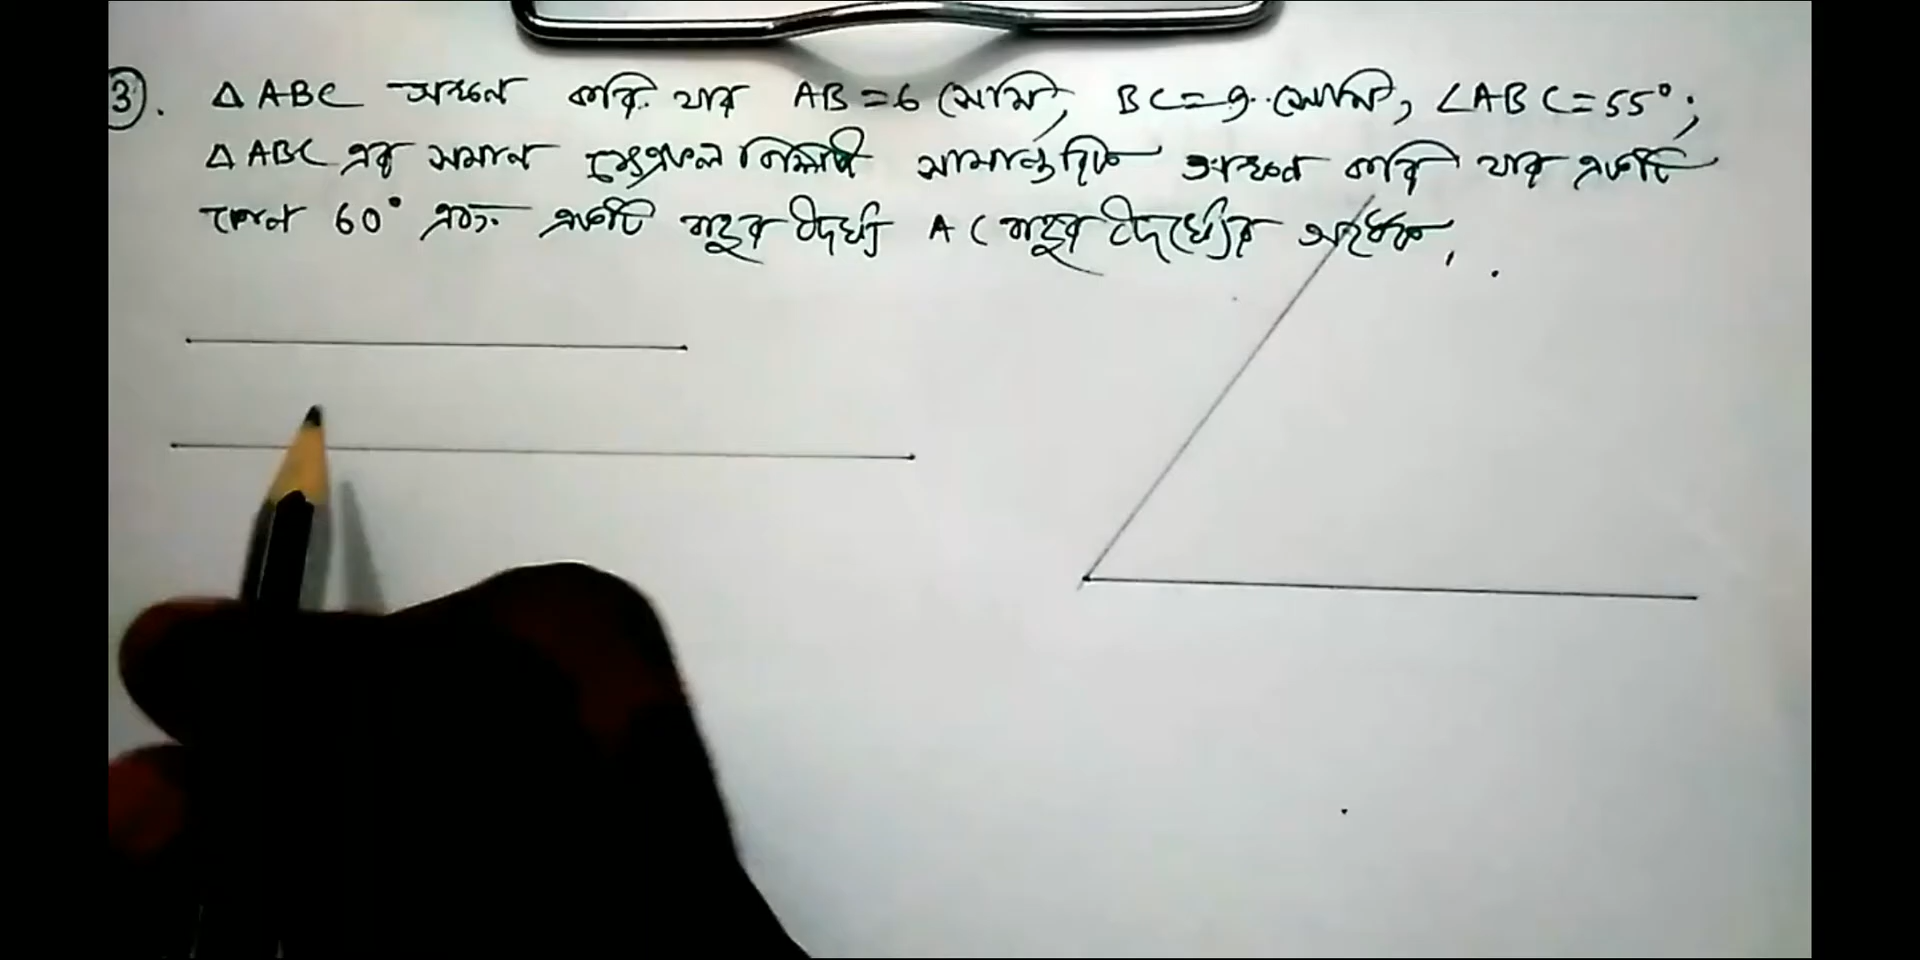 ③. △ABC অঙ্কন করি যার AB = 6 সেমি, BC = 9 সেমি, ∠ABC = 55°;
△ABC এর সমান ক্ষেত্রফল বিশিষ্ট সামান্তরিক অঙ্কন করি যার একটি
কোন 60° এবং একটি বাহুর দৈর্ঘ্য AC বাহুর দৈর্ঘ্যের অর্ধেক।